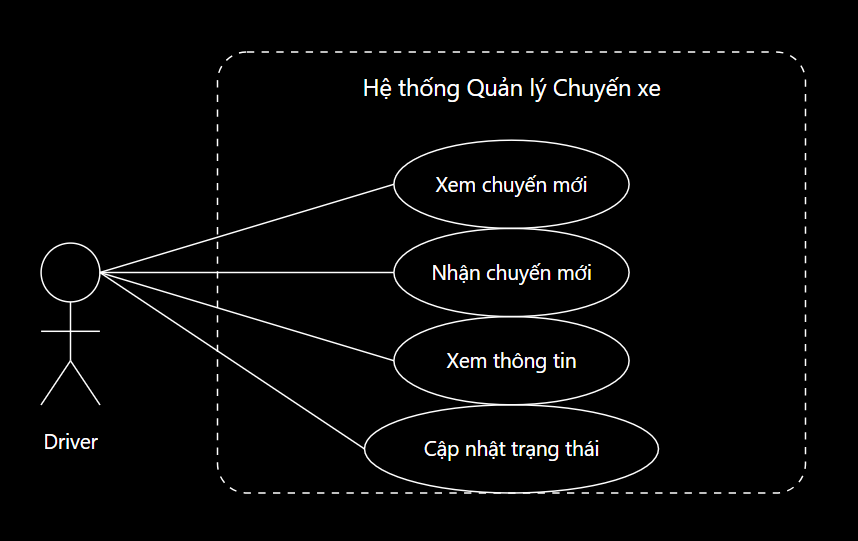 Hệ thống Quản lý Chuyến xe
Xem chuyến mới
Nhận chuyến mới
Xem thông tin
Cập nhật trạng thái
Driver